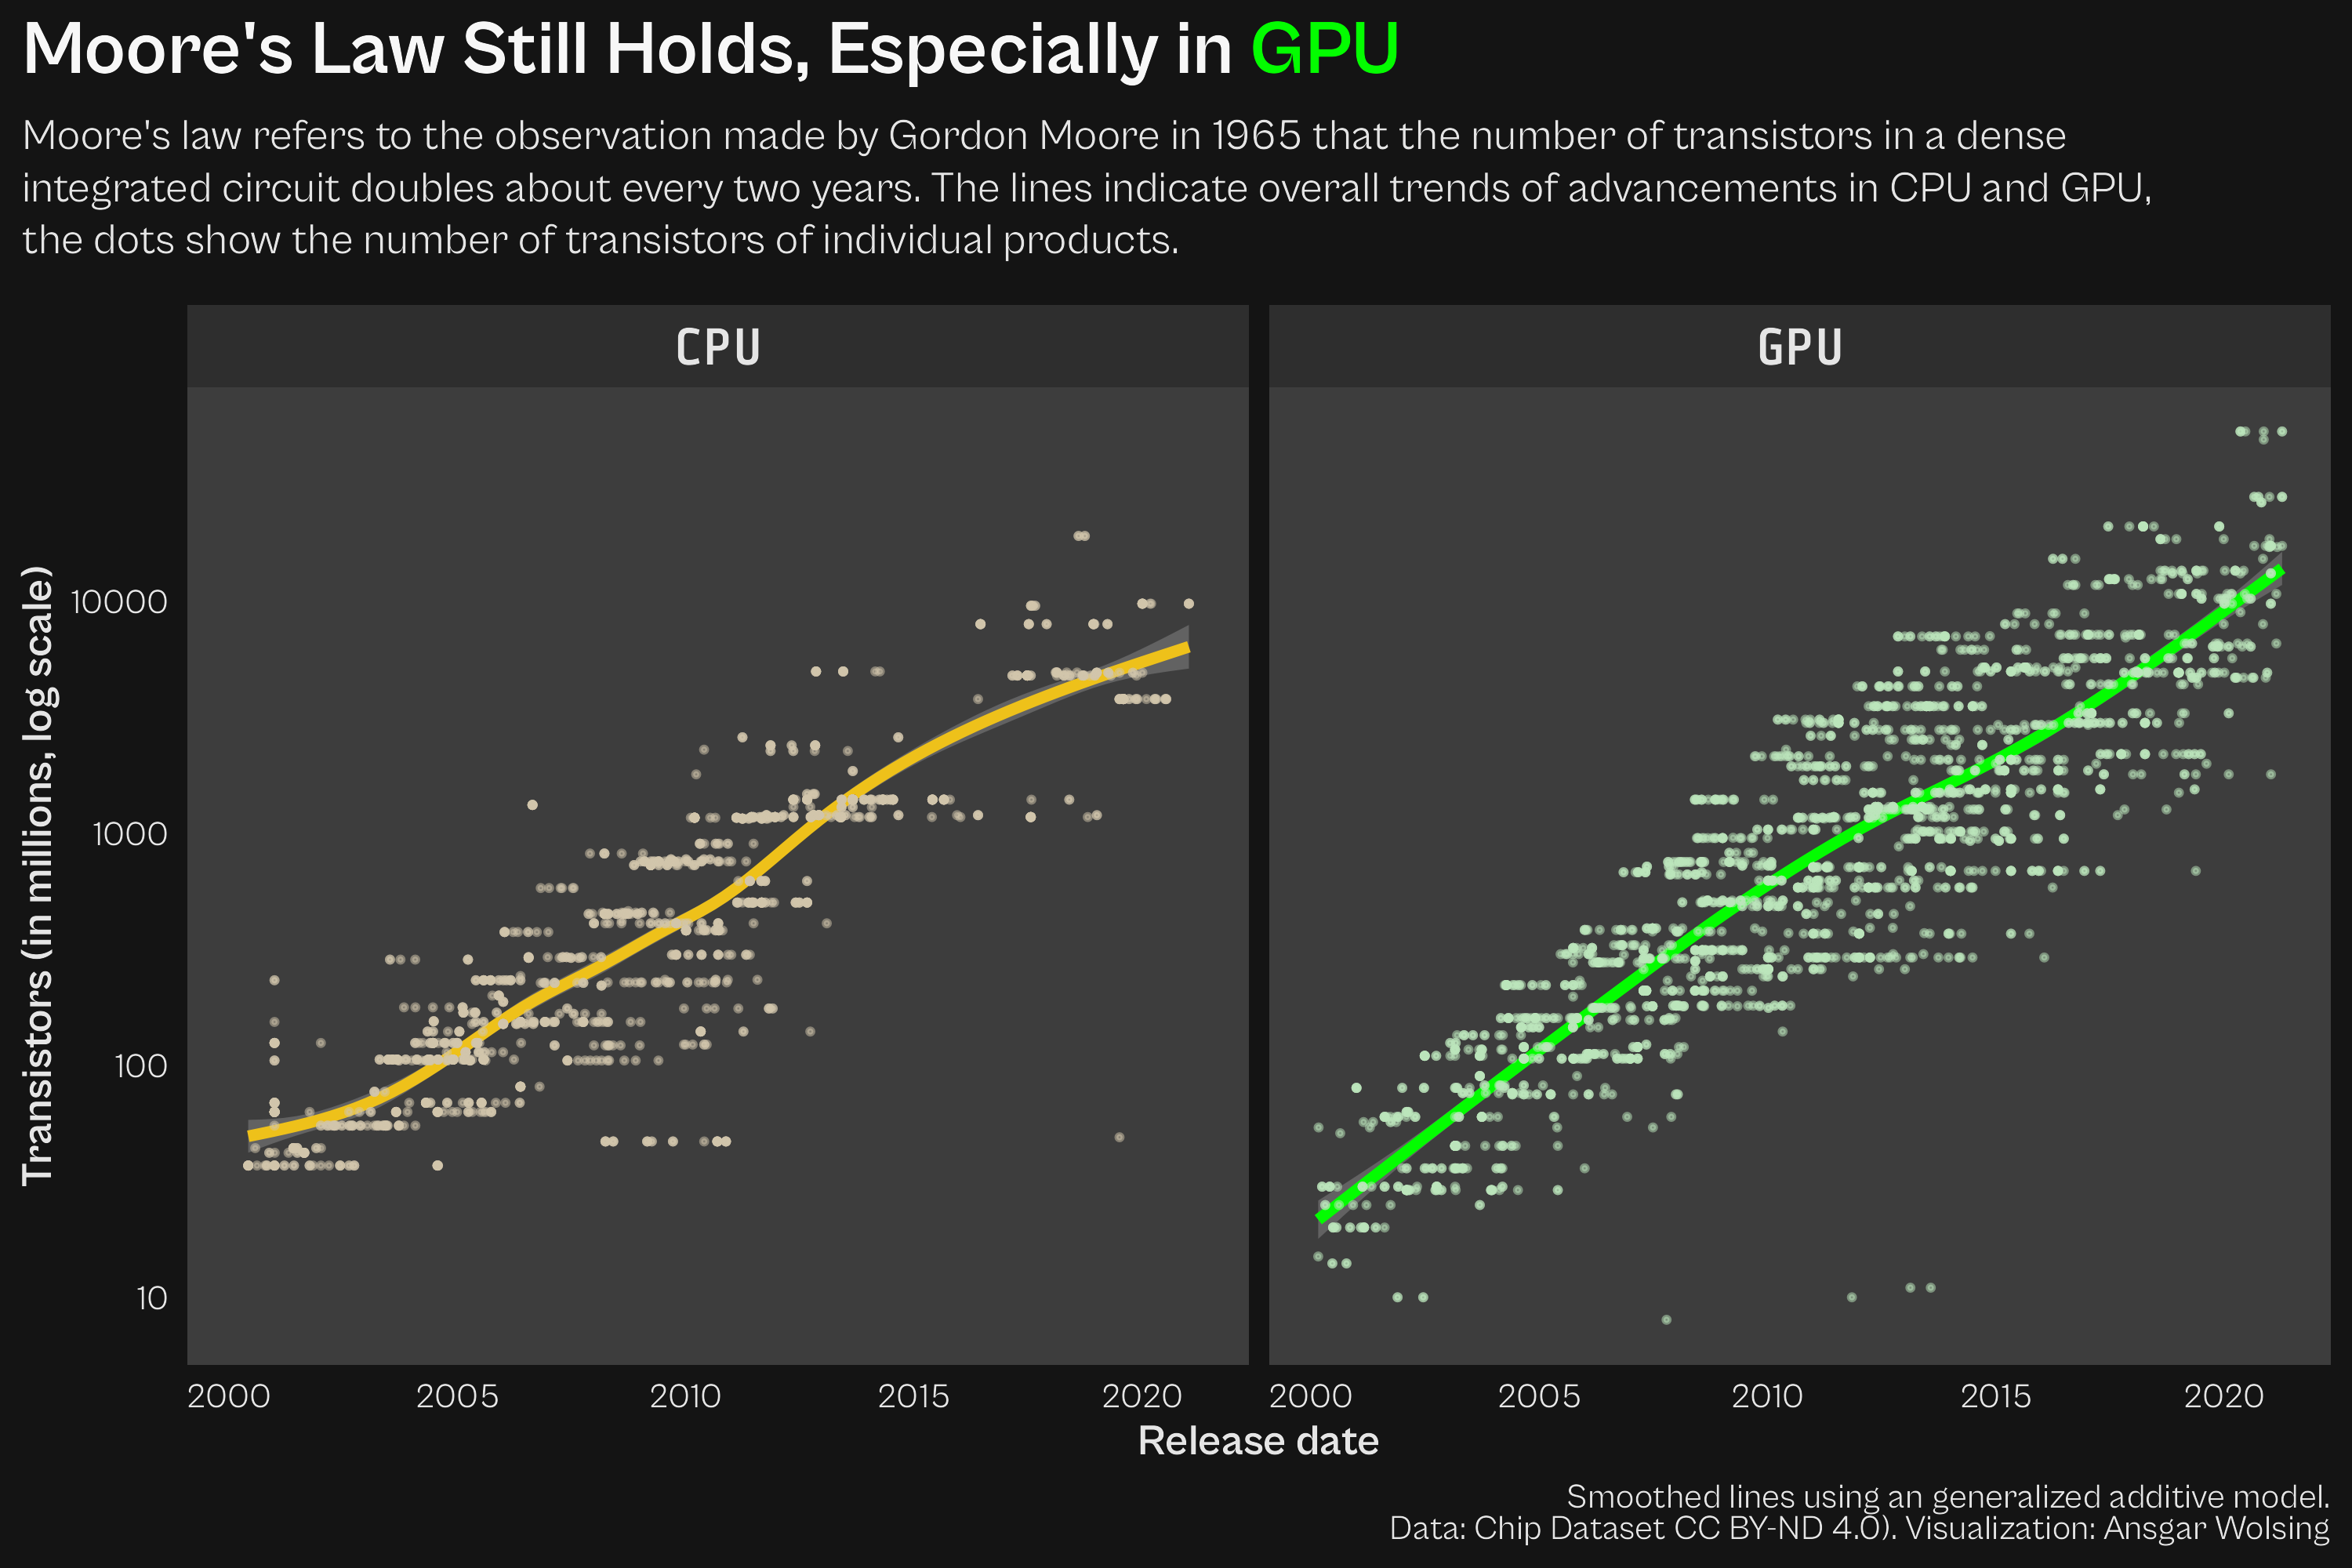 Moore's Law Still Holds, Especially in GPU
Moore's law refers to the observation made by Gordon Moore in 1965 that the number of transistors in a dense
integrated circuit doubles about every two years. The lines indicate overall trends of advancements in CPU and GPU,
the dots show the number of transistors of individual products.
CPU
GPU
Transistors (in millions, log scale)
10000
1000
100
10
2000 2005 2010 2015 2020
2000 2005 2010 2015 2020
Release date
Smoothed lines using an generalized additive model.
Data: Chip Dataset CC BY-ND 4.0). Visualization: Ansgar Wolsing